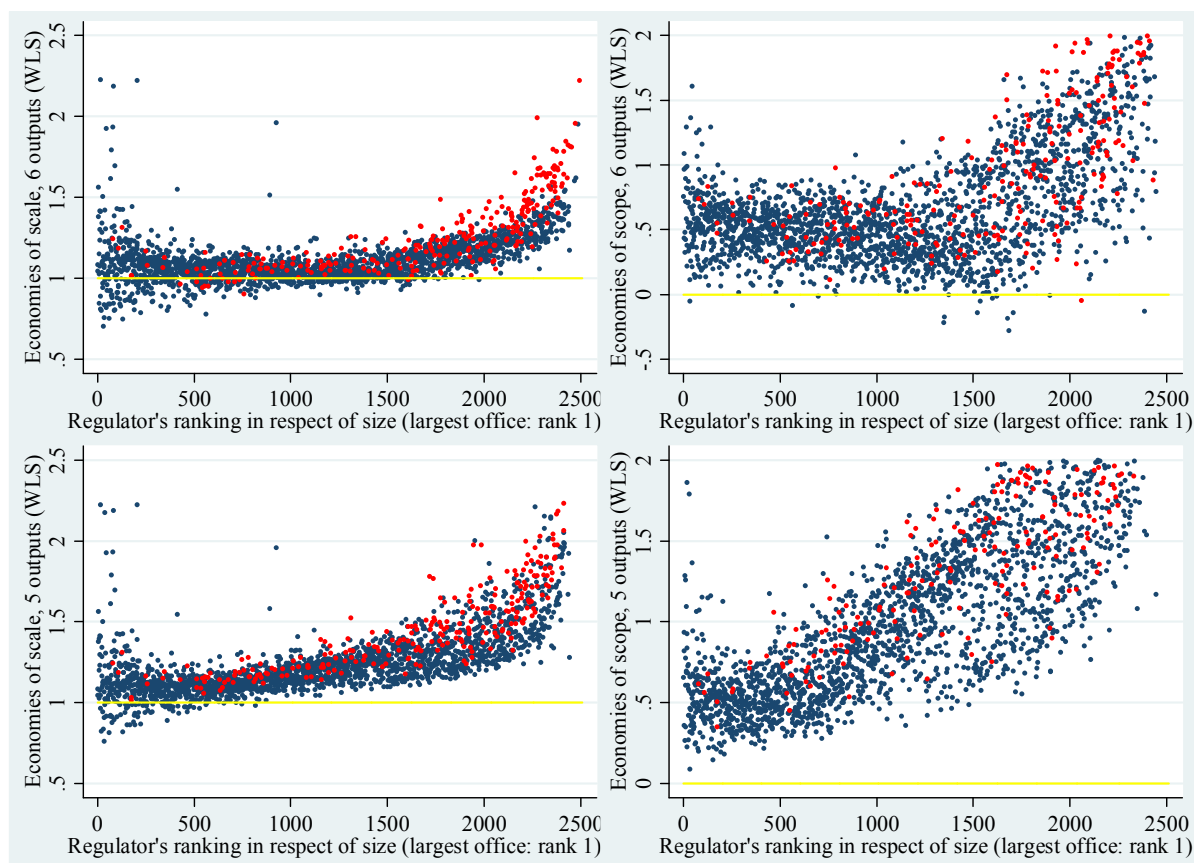 Economies of scale, 6 outputs (WLS)
2.5
2
1.5
1
.5
0 500 1000 1500 2000 2500
Regulator's ranking in respect of size (largest office: rank 1)
Economies of scope, 6 outputs (WLS)
2
1.5
1
.5
0
-.5
0 500 1000 1500 2000 2500
Regulator's ranking in respect of size (largest office: rank 1)
Economies of scale, 5 outputs (WLS)
2.5
2
1.5
1
.5
0 500 1000 1500 2000 2500
Regulator's ranking in respect of size (largest office: rank 1)
Economies of scope, 5 outputs (WLS)
2
1.5
1
.5
0
0 500 1000 1500 2000 2500
Regulator's ranking in respect of size (largest office: rank 1)